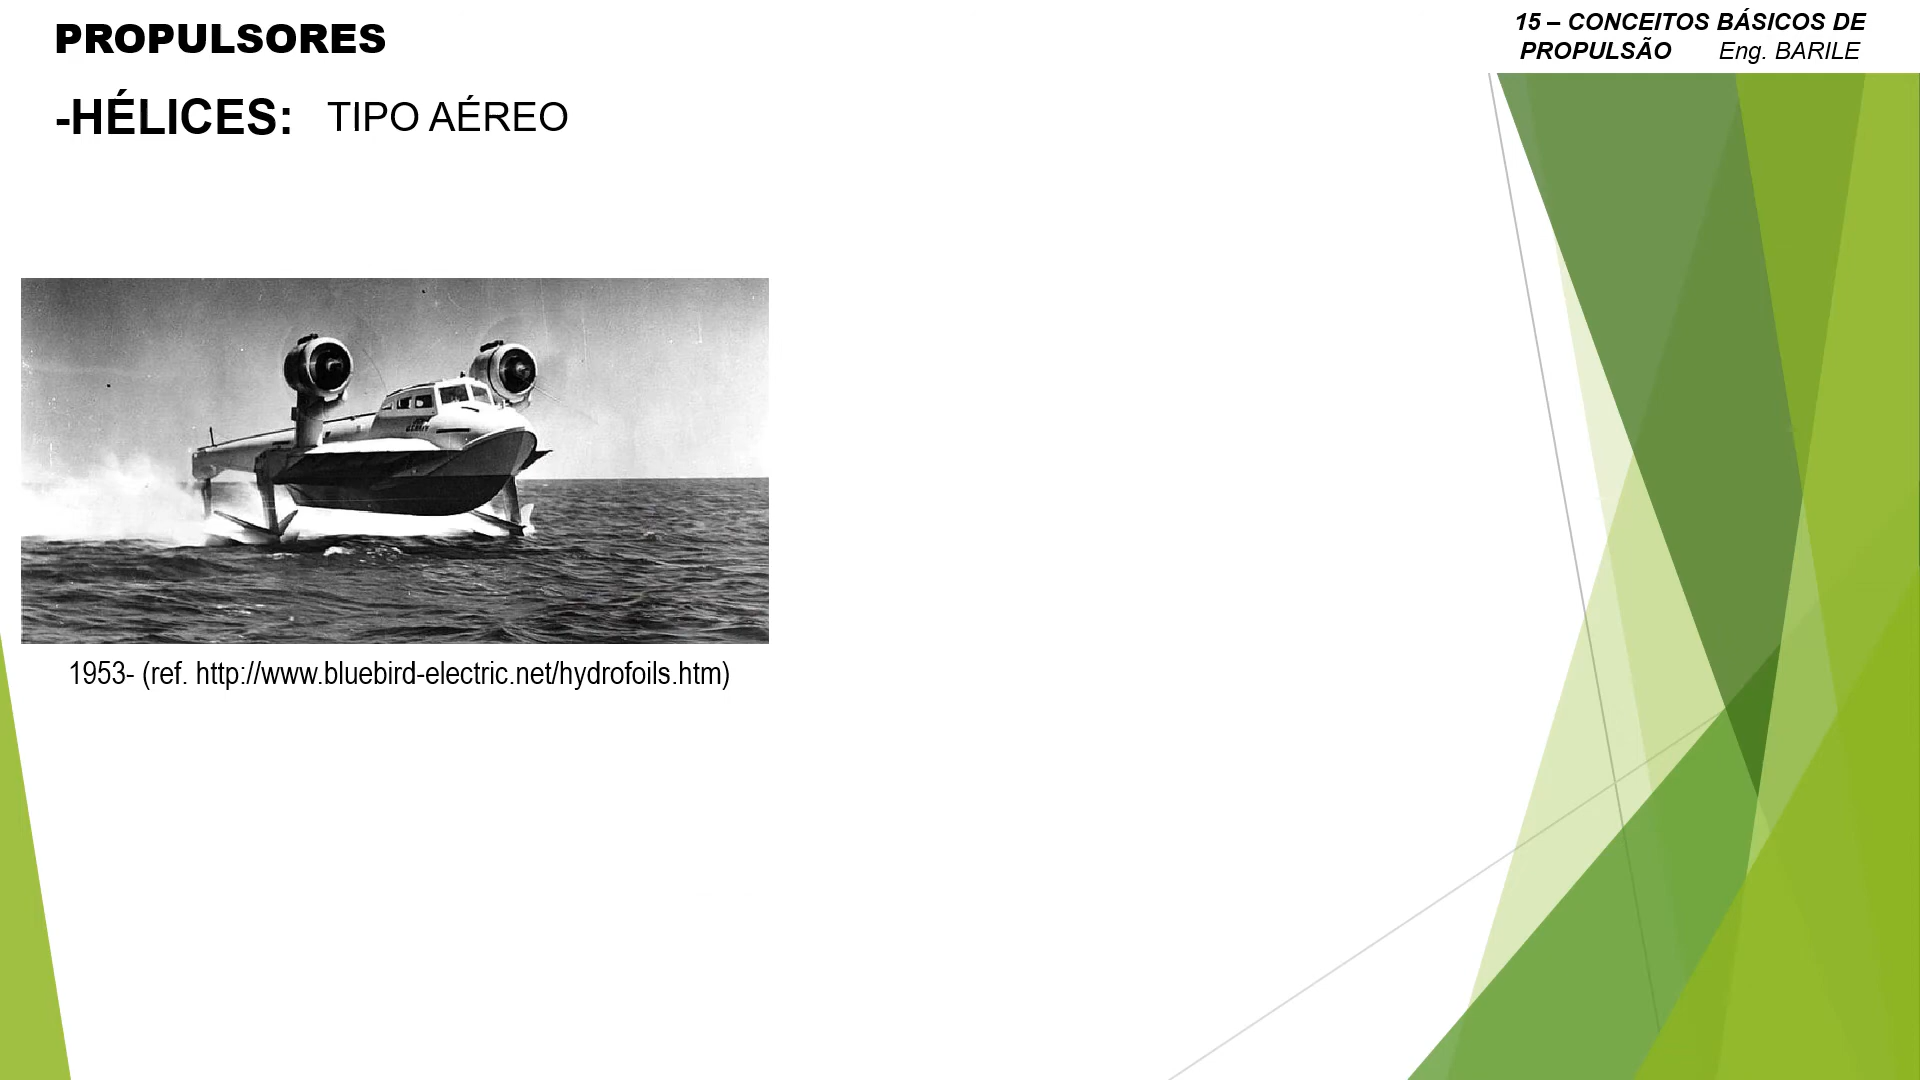 PROPULSORES
15 – CONCEITOS BÁSICOS DE
PROPULSÃO Eng. BARILE
-HÉLICES: TIPO AÉREO
1953- (ref. http://www.bluebird-electric.net/hydrofoils.htm)